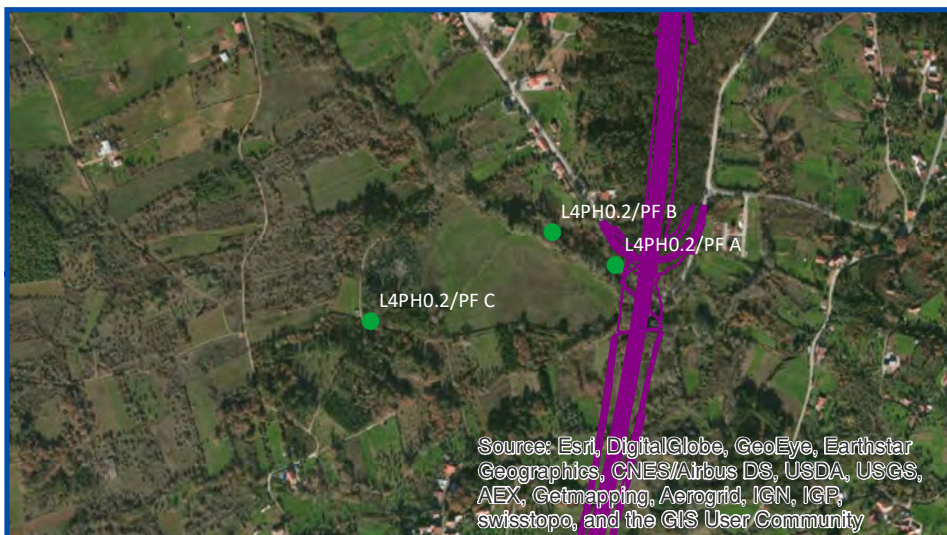 L4PH0.2/PF B
L4PH0.2/PF A
L4PH0.2/PF C
Source: Esri, DigitalGlobe, GeoEye, Earthstar
Geographics, CNES/Airbus DS, USDA, USGS,
AEX, Getmapping, Aerogrid, IGN, IGP,
swisstopo, and the GIS User Community